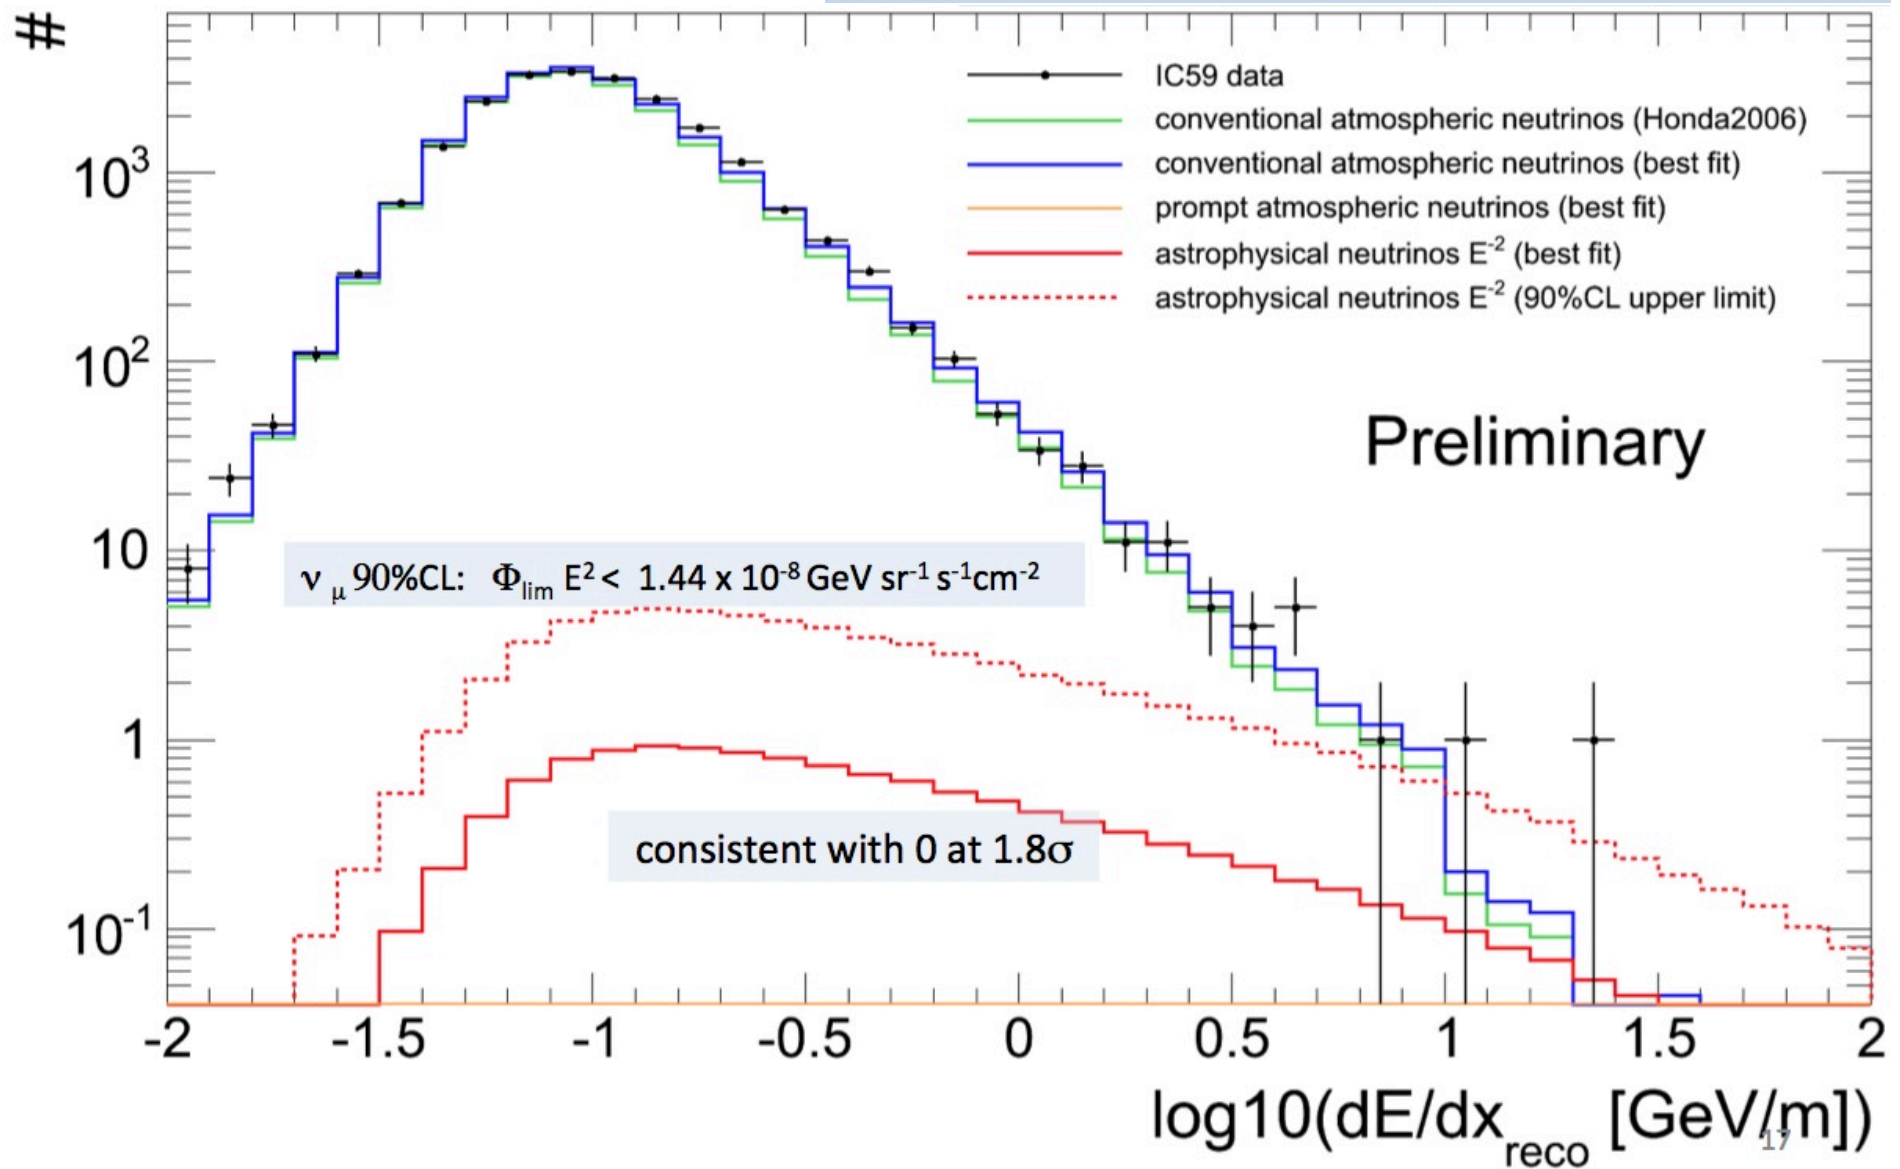 #
IC59 data
conventional atmospheric neutrinos (Honda2006)
conventional atmospheric neutrinos (best fit)
prompt atmospheric neutrinos (best fit)
astrophysical neutrinos E⁻² (best fit)
astrophysical neutrinos E⁻² (90%CL upper limit)
10³
10²
10
1
10⁻¹
Preliminary
ν μ 90%CL: Φlim E² < 1.44 x 10⁻⁸ GeV sr⁻¹ s⁻¹cm⁻²
consistent with 0 at 1.8σ
-2 -1.5 -1 -0.5 0 0.5 1 1.5 2
log10(dE/dxreco [GeV/m])
17